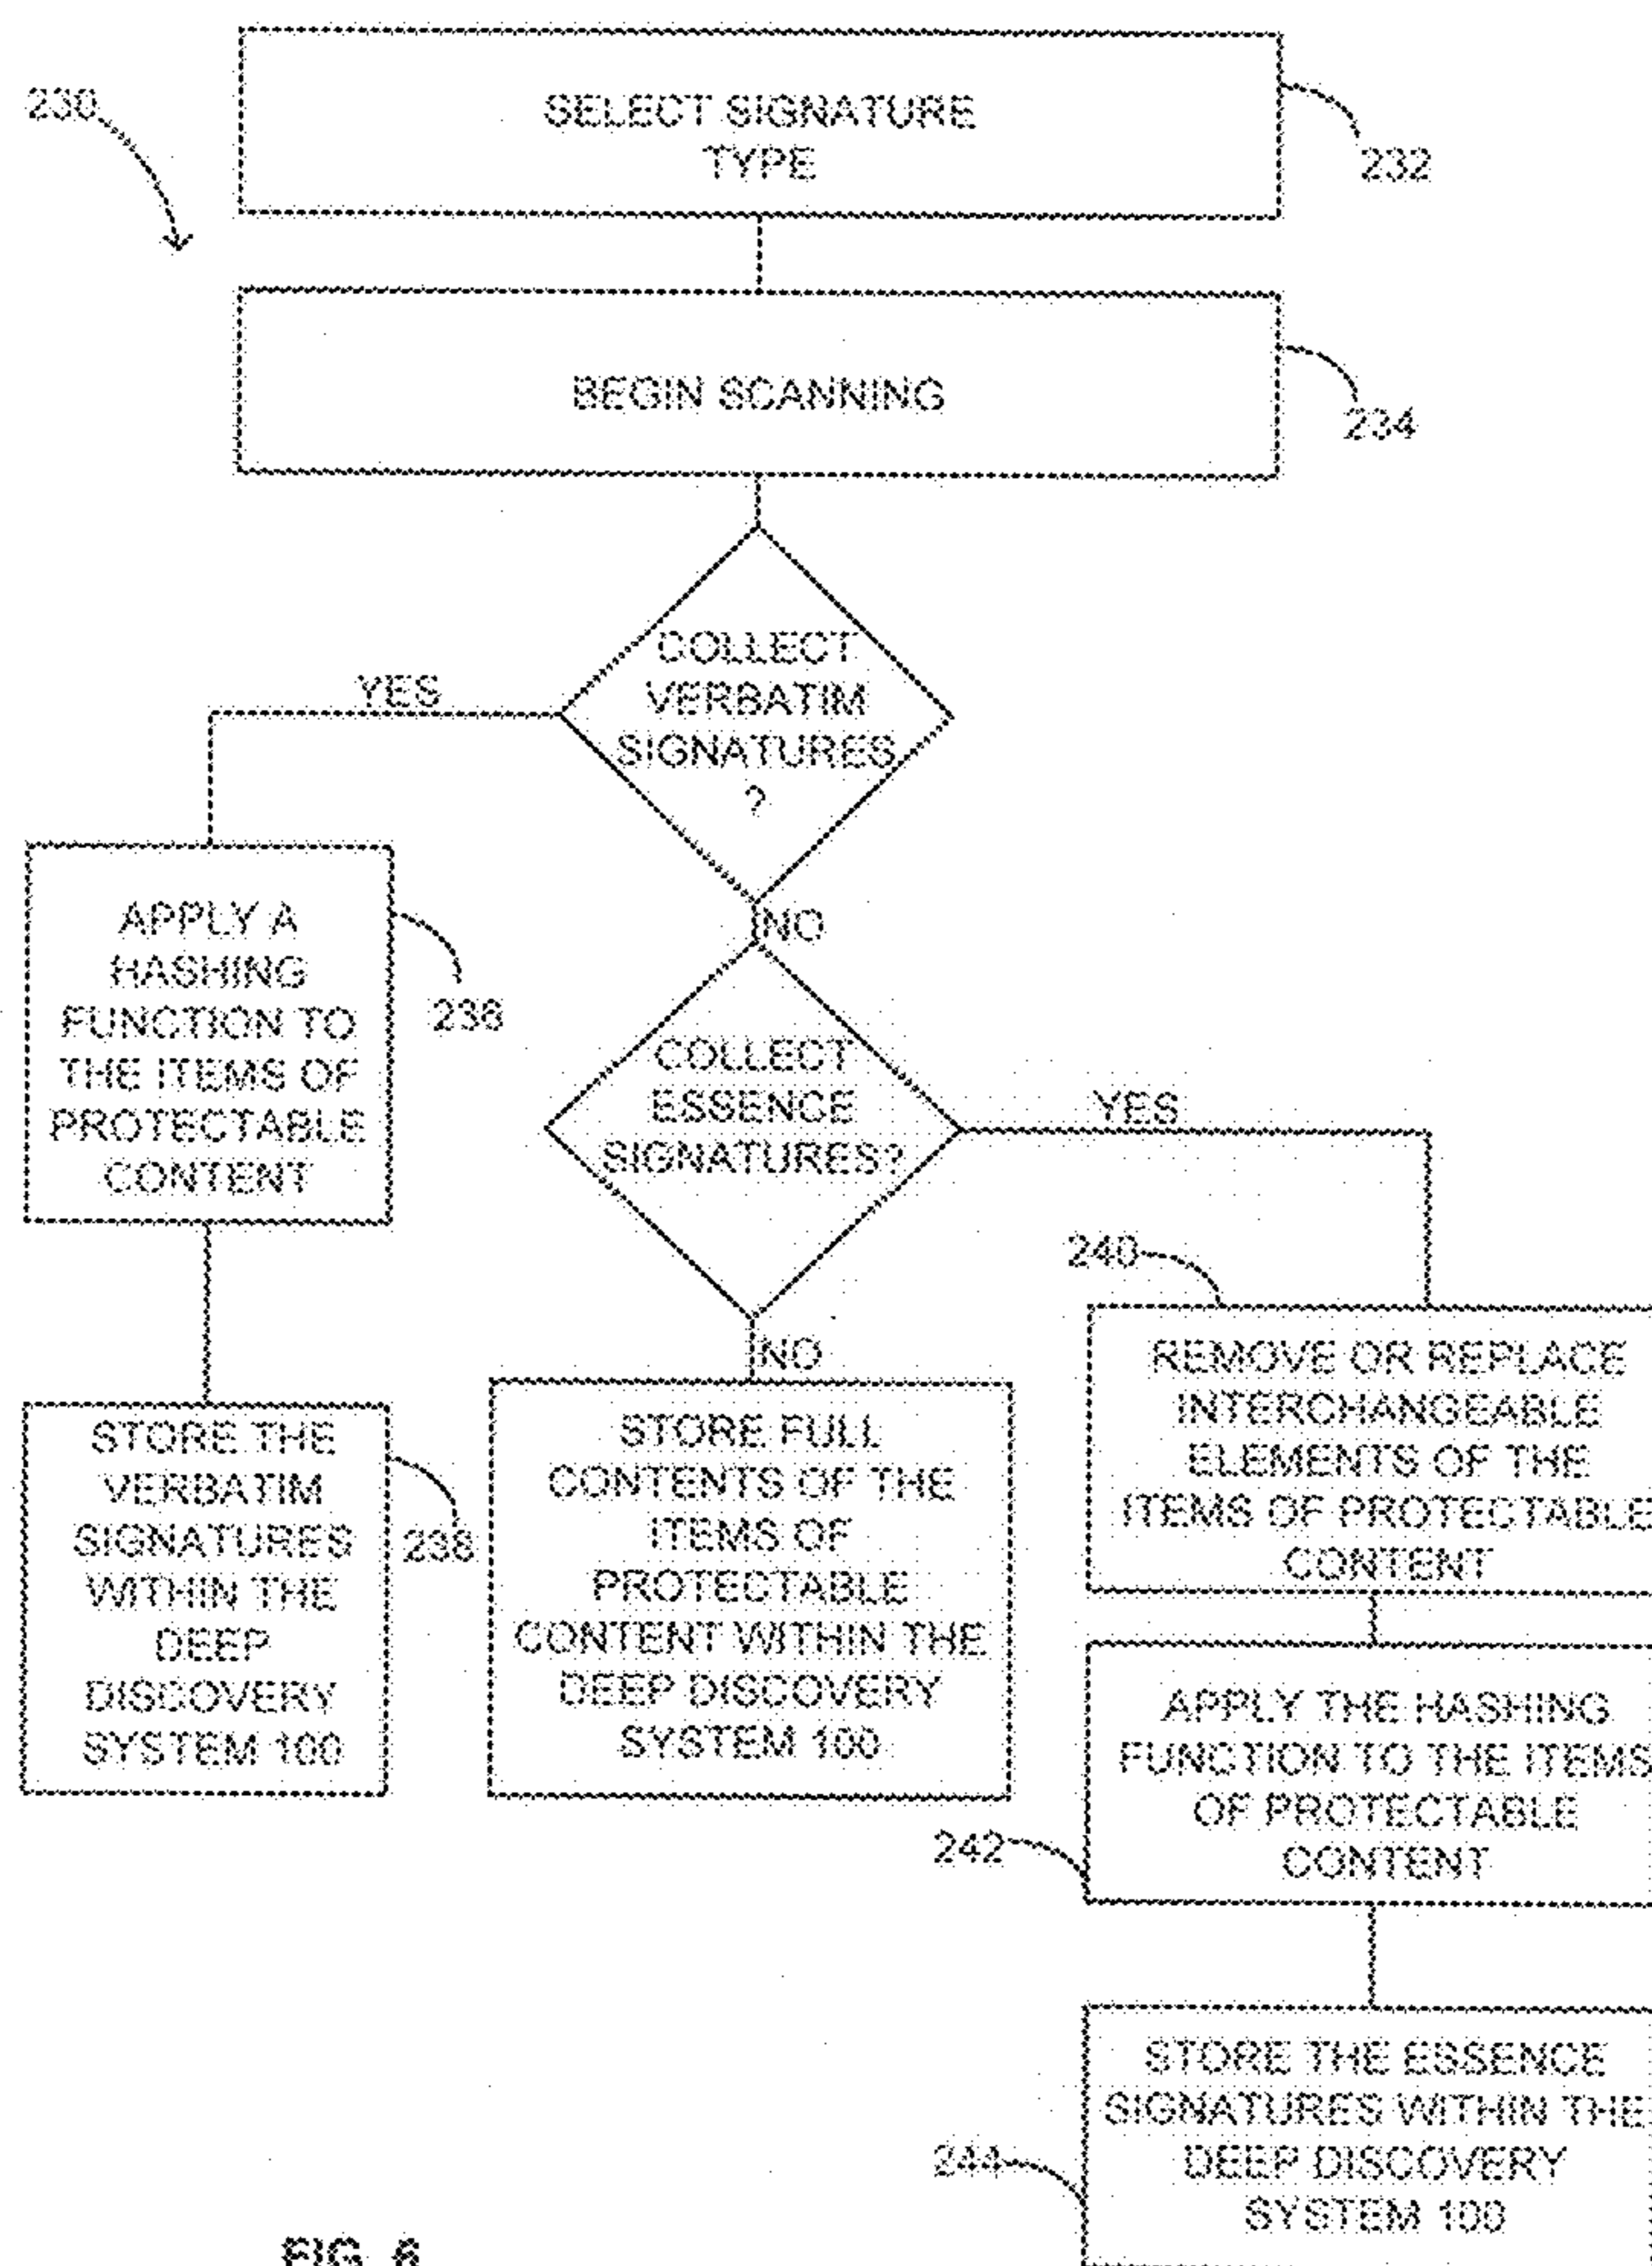 230
SELECT SIGNATURE
TYPE
232
BEGIN SCANNING
234
COLLECT
VERBATIM
SIGNATURES
?
YES
NO
APPLY A
HASHING
FUNCTION TO
THE ITEMS OF
PROTECTABLE
CONTENT
236
COLLECT
ESSENCE
SIGNATURES?
YES
NO
240
REMOVE OR REPLACE
INTERCHANGEABLE
ELEMENTS OF THE
ITEMS OF PROTECTABLE
CONTENT
STORE THE
VERBATIM
SIGNATURES
WITHIN THE
DEEP
DISCOVERY
SYSTEM 100
238
STORE FULL
CONTENTS OF THE
ITEMS OF
PROTECTABLE
CONTENT WITHIN THE
DEEP DISCOVERY
SYSTEM 100
APPLY THE HASHING
FUNCTION TO THE ITEMS
OF PROTECTABLE
CONTENT
242
STORE THE ESSENCE
SIGNATURES WITHIN THE
DEEP DISCOVERY
SYSTEM 100
244
FIG. 6